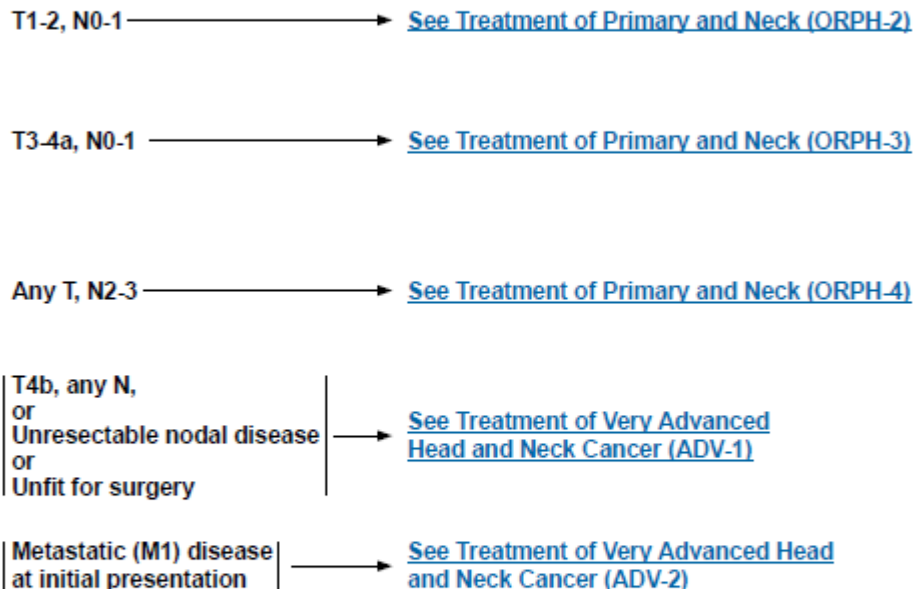 T1-2, N0-1
See Treatment of Primary and Neck (ORPH-2)
T3-4a, N0-1
See Treatment of Primary and Neck (ORPH-3)
Any T, N2-3
See Treatment of Primary and Neck (ORPH-4)
T4b, any N,
or
Unresectable nodal disease
or
Unfit for surgery
See Treatment of Very Advanced
Head and Neck Cancer (ADV-1)
Metastatic (M1) disease
at initial presentation
See Treatment of Very Advanced Head
and Neck Cancer (ADV-2)